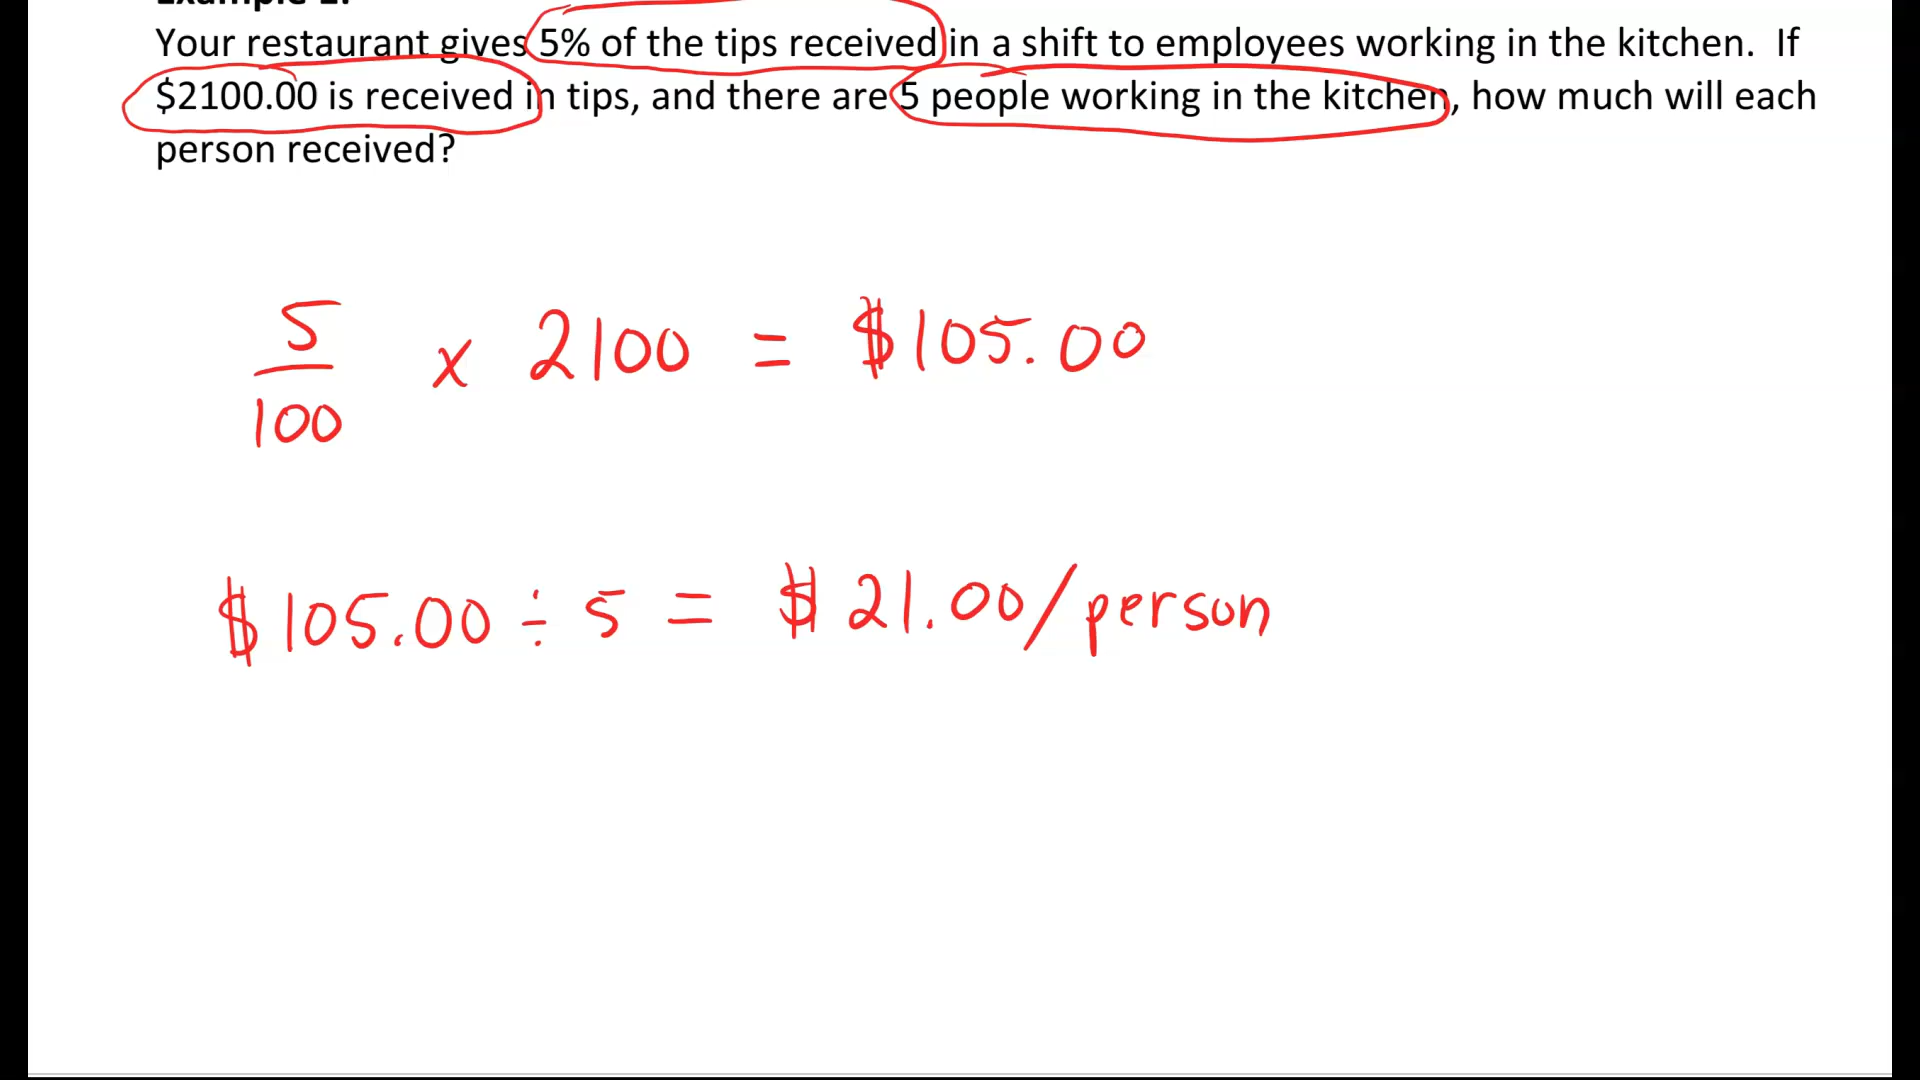 Your restaurant gives 5% of the tips received in a shift to employees working in the kitchen. If
$2100.00 is received in tips, and there are 5 people working in the kitchen, how much will each
person received?
5/100 x 2100 = $105.00
$105.00 ÷ 5 = $21.00/person